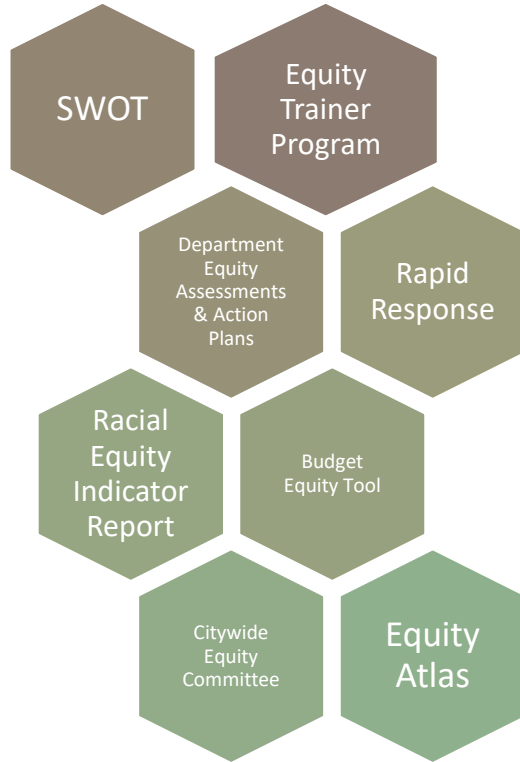 SWOT
Equity
Trainer
Program
Department
Equity
Assessments
& Action
Plans
Rapid
Response
Racial
Equity
Indicator
Report
Budget
Equity Tool
Citywide
Equity
Committee
Equity
Atlas